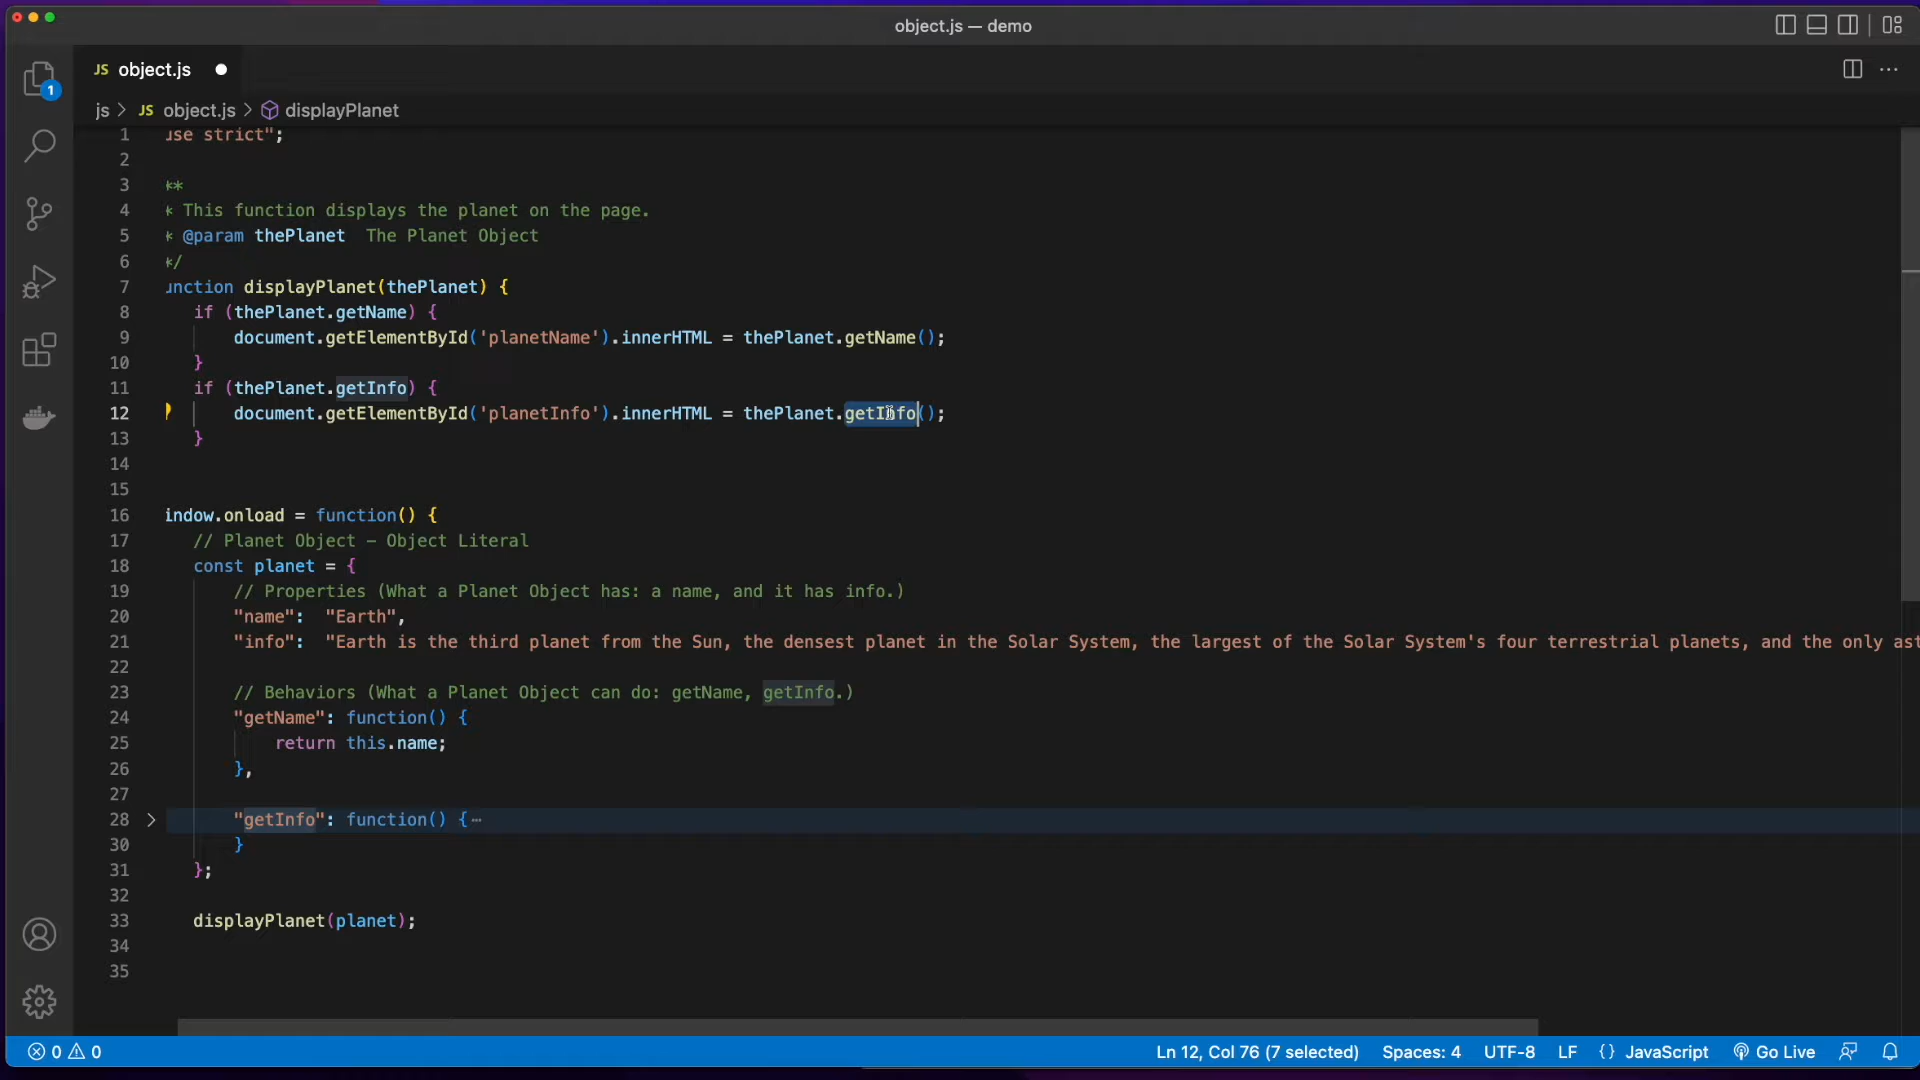 object.js — demo
JS object.js
1
js > JS object.js > displayPlanet
1 use strict";
2
3 **
4 * This function displays the planet on the page.
5 * @param thePlanet  The Planet Object
6 */
7 unction displayPlanet(thePlanet) {
8 if (thePlanet.getName) {
9 document.getElementById('planetName').innerHTML = thePlanet.getName();
10 }
11 if (thePlanet.getInfo) {
12 document.getElementById('planetInfo').innerHTML = thePlanet.getInfo();
13 }
14
15
16 indow.onload = function() {
17 // Planet Object – Object Literal
18 const planet = {
19 // Properties (What a Planet Object has: a name, and it has info.)
20 "name":  "Earth",
21 "info":  "Earth is the third planet from the Sun, the densest planet in the Solar System, the largest of the Solar System's four terrestrial planets, and the only ast
22
23 // Behaviors (What a Planet Object can do: getName, getInfo.)
24 "getName": function() {
25 return this.name;
26 },
27
28 "getInfo": function() {⋯
30 }
31 };
32
33 displayPlanet(planet);
34
35
0 0 Ln 12, Col 76 (7 selected) Spaces: 4 UTF-8 LF {} JavaScript Go Live